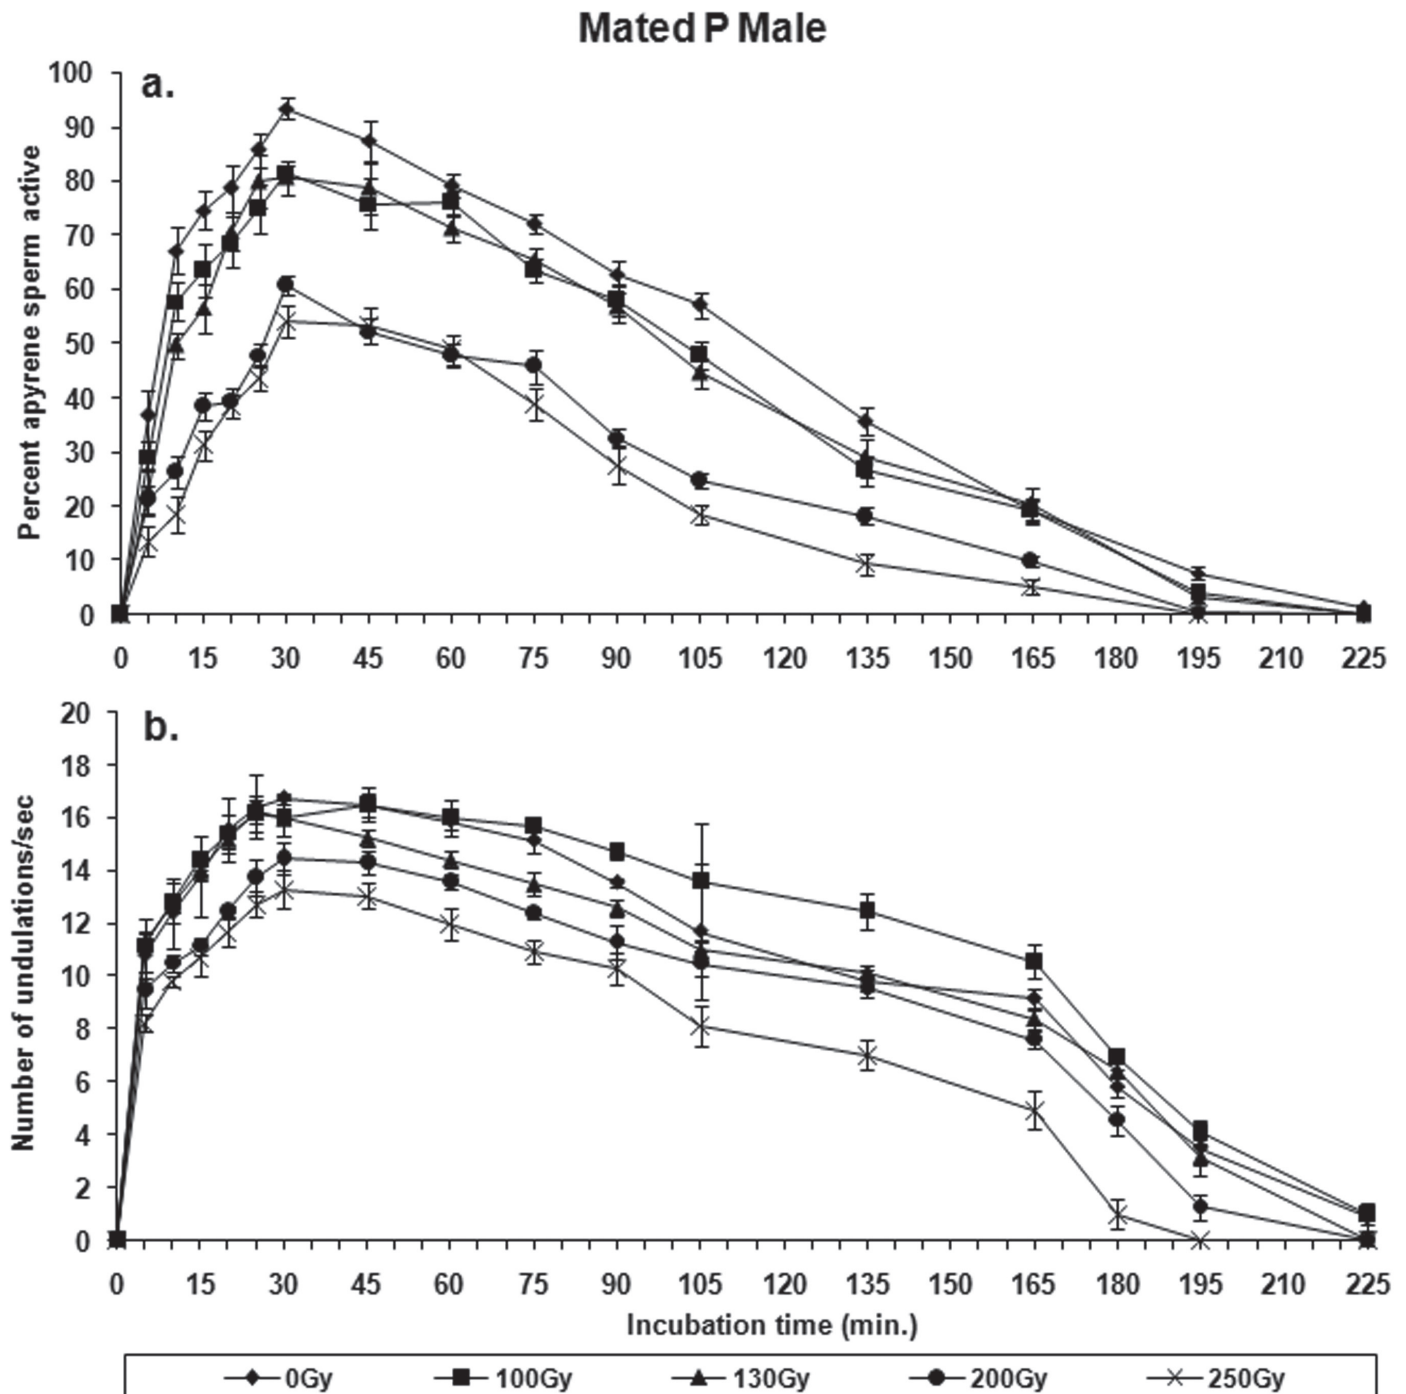 Mated P Male
a.
Percent apyrene sperm active
100
90
80
70
60
50
40
30
20
10
0
0 15 30 45 60 75 90 105 120 135 150 165 180 195 210 225
b.
Number of undulations/sec
20
18
16
14
12
10
8
6
4
2
0
0 15 30 45 60 75 90 105 120 135 150 165 180 195 210 225
Incubation time (min.)
0Gy 100Gy 130Gy 200Gy 250Gy